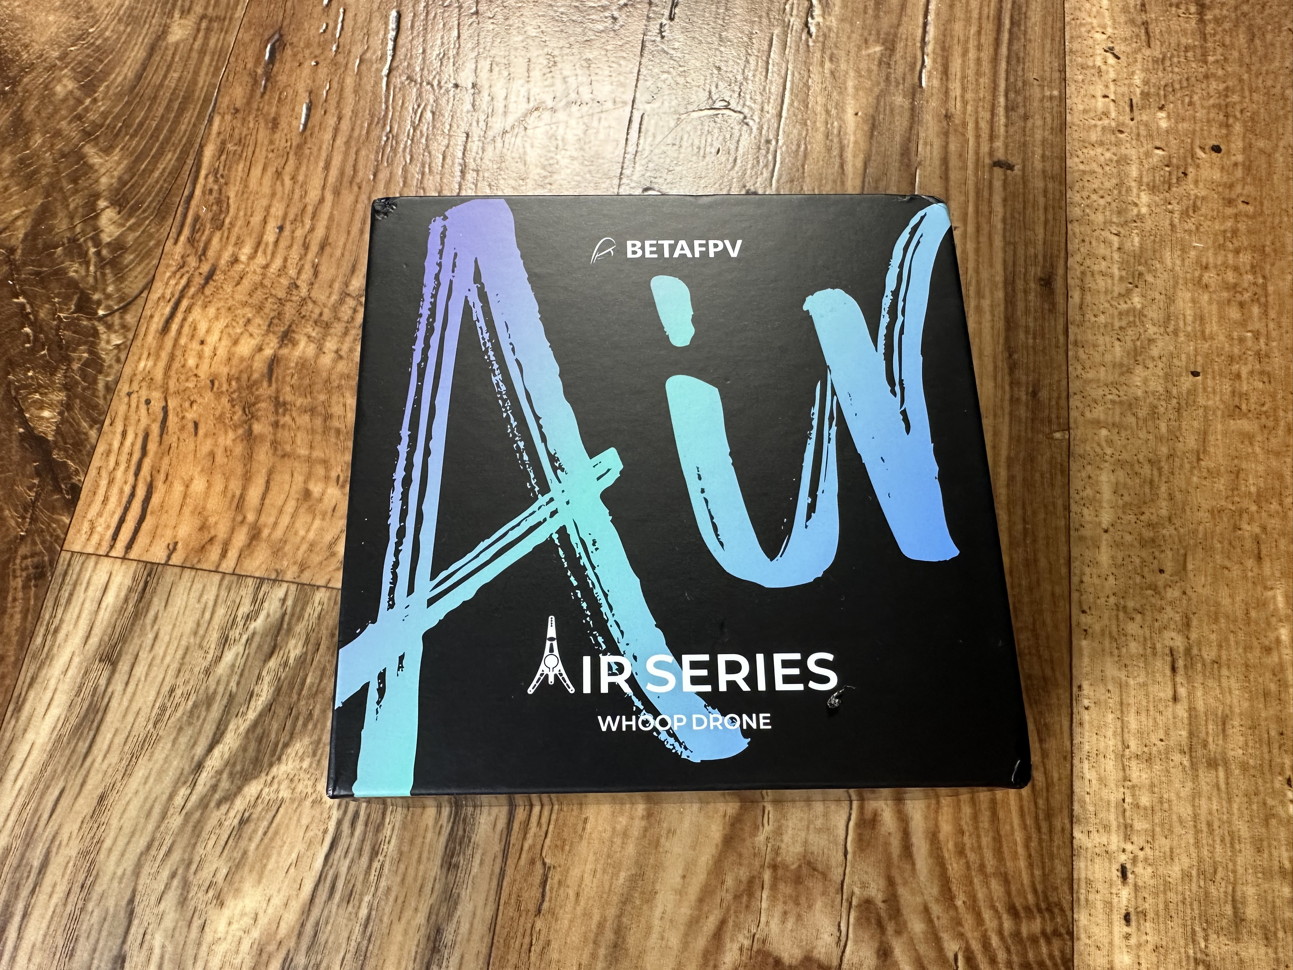 BETAFPV
Air
AIR SERIES
WHOOP DRONE